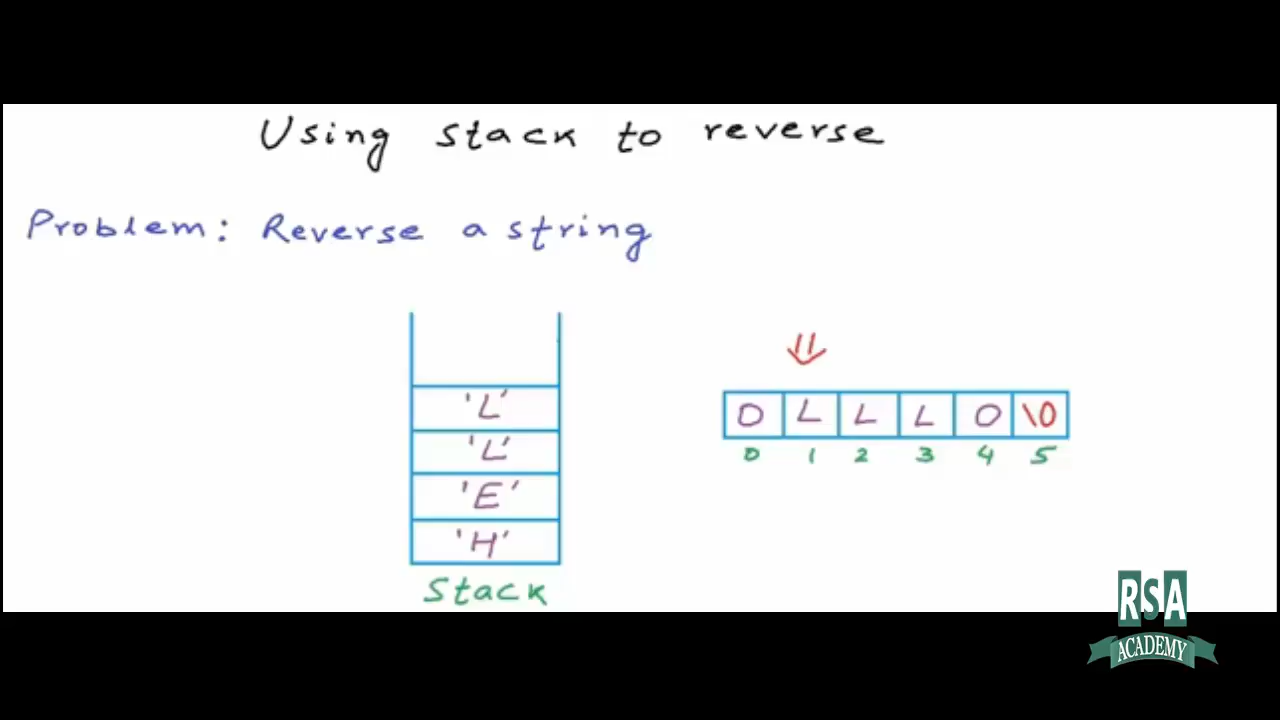 Using stack to reverse
Problem: Reverse a string
'L'
'L'
'E'
'H'
Stack
O L L L O \0
0 1 2 3 4 5
RSA
ACADEMY